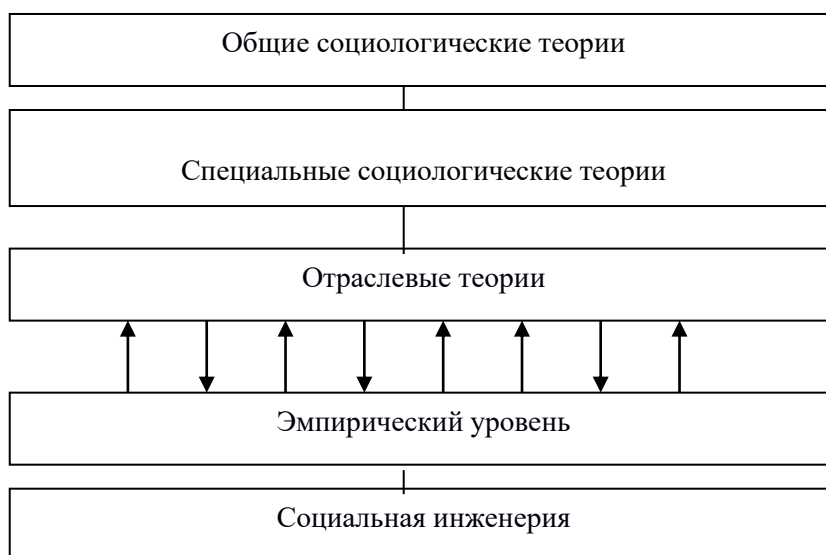 Общие социологические теории
Специальные социологические теории
Отраслевые теории
Эмпирический уровень
Социальная инженерия